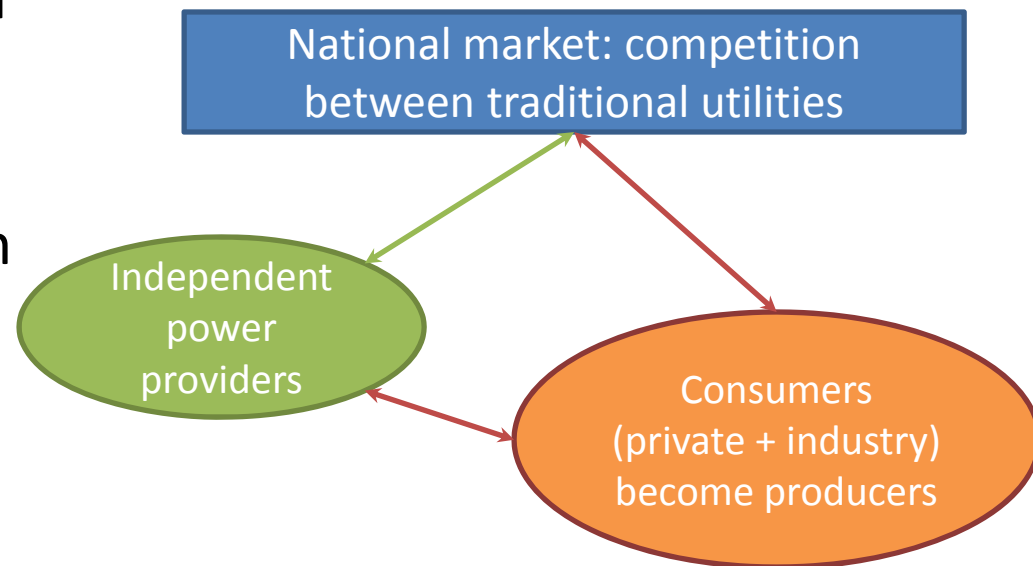 National market: competition
between traditional utilities
Independent
power
providers
Consumers
(private + industry)
become producers